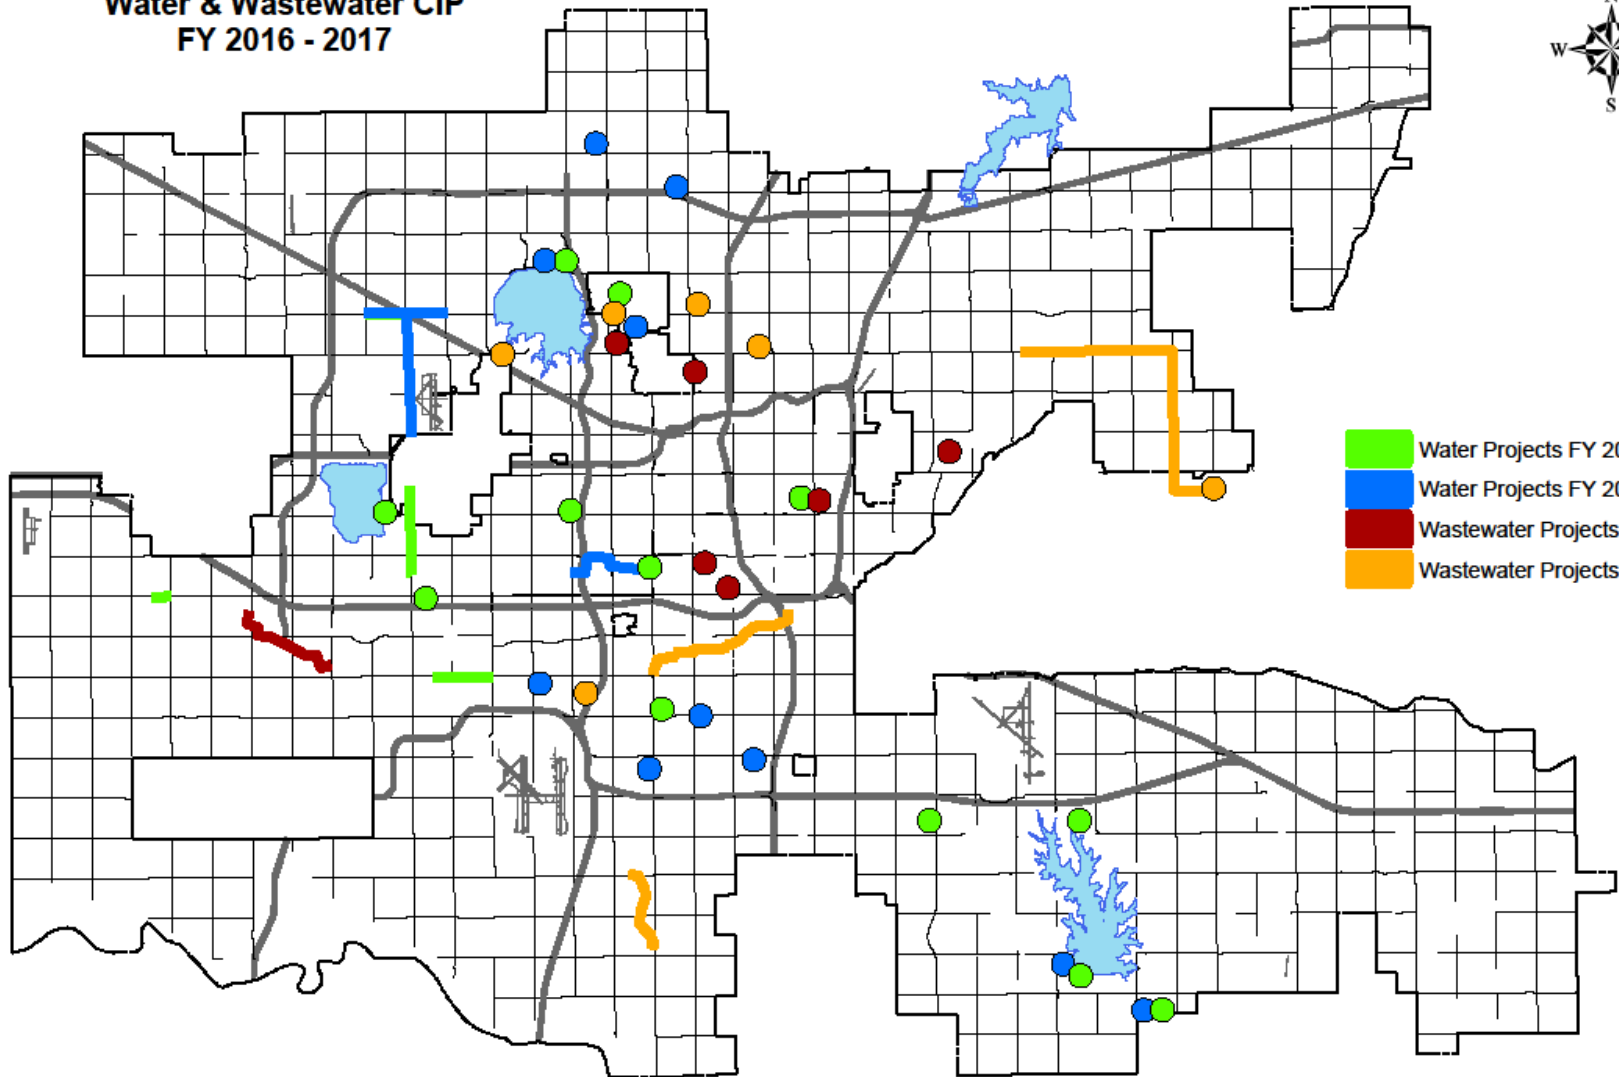 Water & Wastewater CIP
FY 2016 - 2017
W
S
Water Projects FY 20
Water Projects FY 20
Wastewater Projects
Wastewater Projects